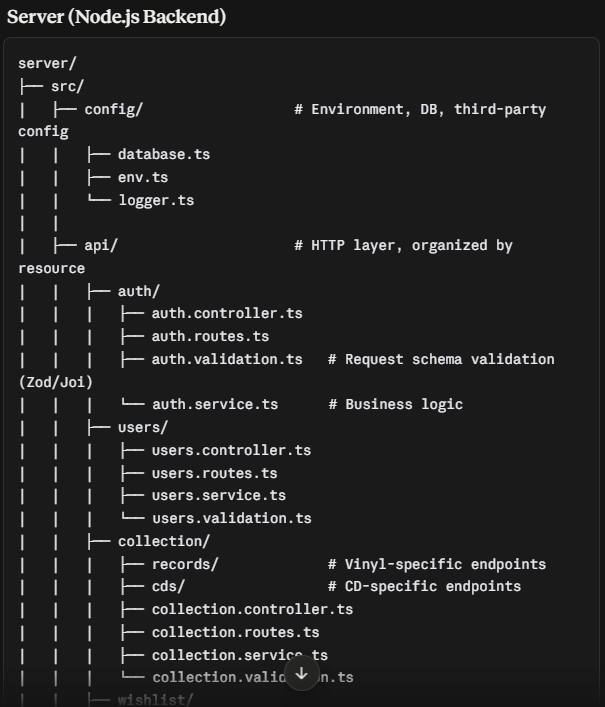 Server (Node.js Backend)
server/
├── src/
│   ├── config/                  # Environment, DB, third-party
config
│   │   ├── database.ts
│   │   ├── env.ts
│   │   └── logger.ts
│   │
│   ├── api/                     # HTTP layer, organized by
resource
│   │   ├── auth/
│   │   │   ├── auth.controller.ts
│   │   │   ├── auth.routes.ts
│   │   │   ├── auth.validation.ts   # Request schema validation
(Zod/Joi)
│   │   │   └── auth.service.ts      # Business logic
│   │   ├── users/
│   │   │   ├── users.controller.ts
│   │   │   ├── users.routes.ts
│   │   │   ├── users.service.ts
│   │   │   └── users.validation.ts
│   │   ├── collection/
│   │   │   ├── records/             # Vinyl-specific endpoints
│   │   │   ├── cds/                 # CD-specific endpoints
│   │   │   ├── collection.controller.ts
│   │   │   ├── collection.routes.ts
│   │   │   ├── collection.service.ts
│   │   │   └── collection.validation.ts
│   │   ├── wishlist/